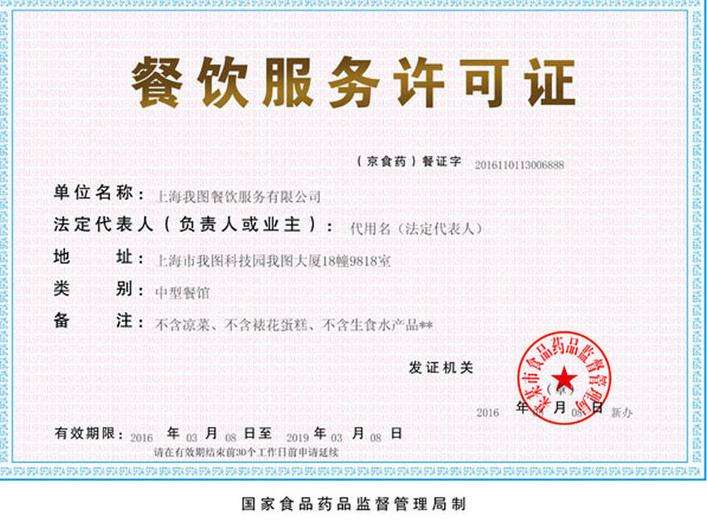 餐饮服务许可证
（京食药）餐证字 2016110113006888
单位名称：上海我图餐饮服务有限公司
法定代表人（负责人或业主）：代用名（法定代表人）
地 址：上海市我图科技园我图大厦18幢9818室
类 别：中型餐馆
备 注：不含凉菜、不含裱花蛋糕、不含生食水产品**
发证机关
某某市食品药品监督管理局
（章）
2016 年 月 08 日 新办
有效期限：2016 年 03 月 08 日至 2019 年 03 月 08 日
请在有效期结束前30个工作日前申请延续
国家食品药品监督管理局制